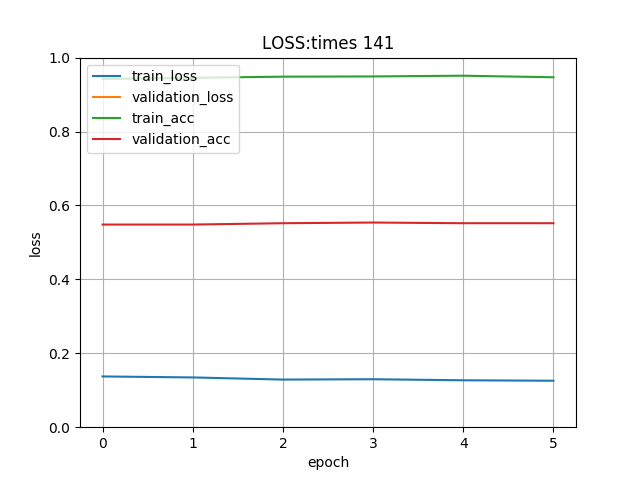 LOSS:times 141
1.0
0.8
0.6
0.4
0.2
0.0
loss
train_loss
validation_loss
train_acc
validation_acc
0 1 2 3 4 5
epoch